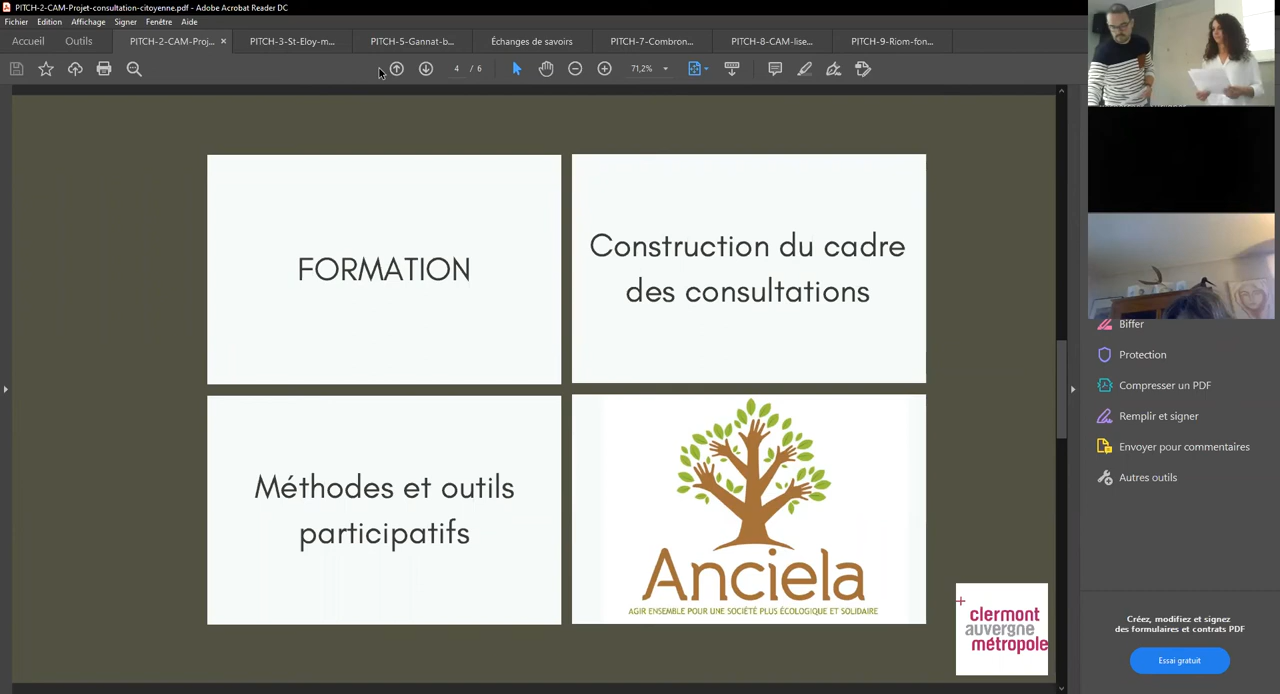 PITCH-2-CAM-Projet-consultation-citoyenne.pdf - Adobe Acrobat Reader DC
Fichier Edition Affichage Signer Fenêtre Aide
Accueil Outils PITCH-2-CAM-Proj... × PITCH-3-St-Eloy-m... PITCH-5-Gannat-b... Échanges de savoirs PITCH-7-Combron... PITCH-8-CAM-lise... PITCH-9-Riom-fon...
4 / 6 71,2%
FORMATION
Construction du cadre
des consultations
Méthodes et outils
participatifs
Anciela
AGIR ENSEMBLE POUR UNE SOCIÉTÉ PLUS ÉCOLOGIQUE ET SOLIDAIRE
clermont
auvergne
métropole
Biffer
Protection
Compresser un PDF
Remplir et signer
Envoyer pour commentaires
Autres outils
Créez, modifiez et signez
des formulaires et contrats PDF
Essai gratuit